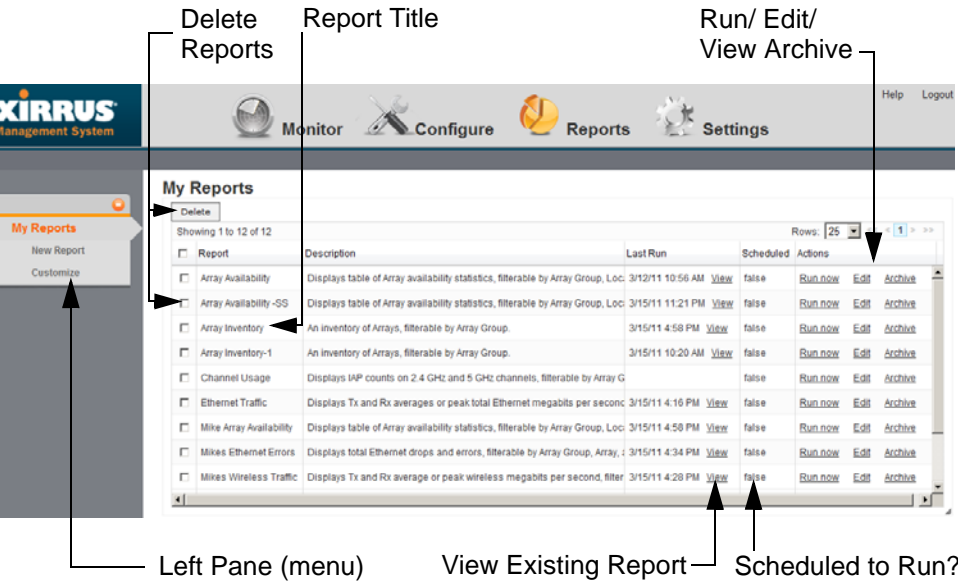 Delete
Reports
Report Title
Run/ Edit/
View Archive
XIRRUS
Management System
Monitor
Configure
Reports
Settings
Help Logout
My Reports
New Report
Customize
My Reports
Delete
Showing 1 to 12 of 12
Rows: 25 < 1 > >>
Report Description Last Run Scheduled Actions
Array Availability Displays table of Array availability statistics, filterable by Array Group, Loc 3/12/11 10:56 AM View false Run now Edit Archive
Array Availability -SS Displays table of Array availability statistics, filterable by Array Group, Loc 3/15/11 11:21 PM View false Run now Edit Archive
Array Inventory An inventory of Arrays, filterable by Array Group. 3/15/11 4:58 PM View false Run now Edit Archive
Array Inventory-1 An inventory of Arrays, filterable by Array Group. 3/15/11 10:20 AM View false Run now Edit Archive
Channel Usage Displays IAP counts on 2.4 GHz and 5 GHz channels, filterable by Array G false Run now Edit Archive
Ethernet Traffic Displays Tx and Rx averages or peak total Ethernet megabits per second 3/15/11 4:16 PM View false Run now Edit Archive
Mike Array Availability Displays table of Array availability statistics, filterable by Array Group, Loc 3/15/11 4:58 PM View false Run now Edit Archive
Mikes Ethernet Errors Displays total Ethernet drops and errors, filterable by Array Group, Array, 3/15/11 4:34 PM View false Run now Edit Archive
Mikes Wireless Traffic Displays Tx and Rx average or peak wireless megabits per second, filter 3/15/11 4:28 PM View false Run now Edit Archive
Left Pane (menu)
View Existing Report
Scheduled to Run?